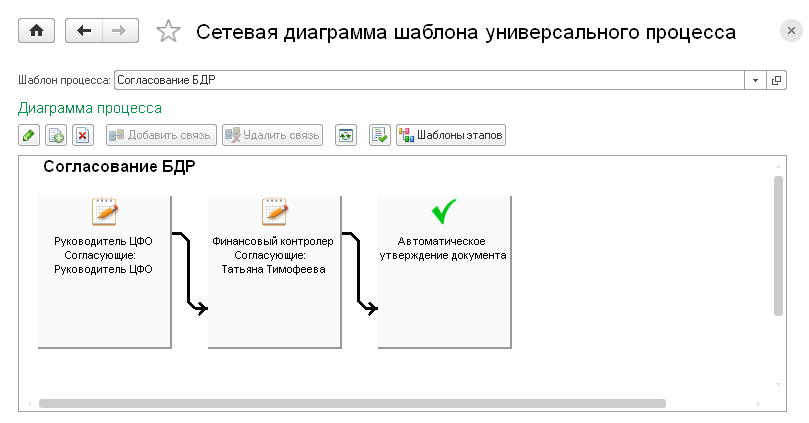 Сетевая диаграмма шаблона универсального процесса
Шаблон процесса: Согласование БДР
Диаграмма процесса
Добавить связь Удалить связь Шаблоны этапов
Согласование БДР
Руководитель ЦФО
Согласующие:
Руководитель ЦФО
Финансовый контролер
Согласующие:
Татьяна Тимофеева
Автоматическое
утверждение документа